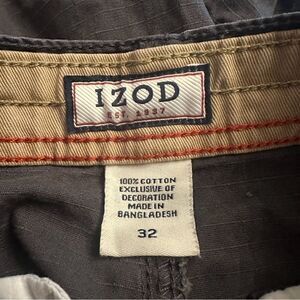 IZOD
EST. 1937
100% COTTON
EXCLUSIVE OF
DECORATION
MADE IN
BANGLADESH
32